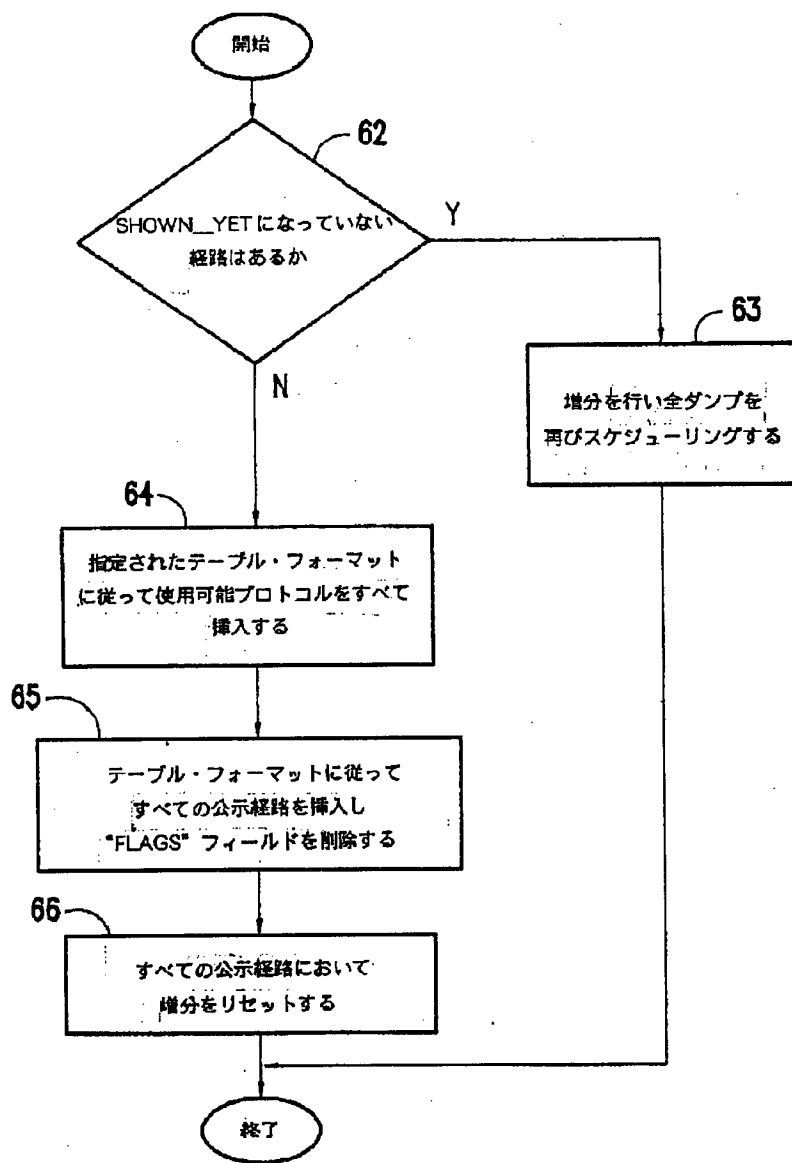 開始
62
SHOWN__YETになっていない
経路はあるか
Y
N
63
増分を行い全ダンプを
再びスケジューリングする
64
指定されたテーブル・フォーマット
に従って使用可能プロトコルをすべて
挿入する
65
テーブル・フォーマットに従って
すべての公示経路を挿入し
"FLAGS" フィールドを削除する
66
すべての公示経路において
増分をリセットする
終了